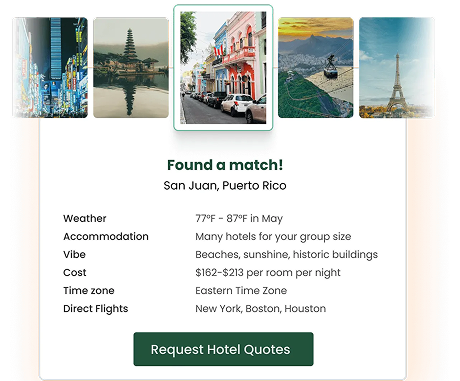 Found a match!
San Juan, Puerto Rico
Weather 77°F - 87°F in May
Accommodation Many hotels for your group size
Vibe Beaches, sunshine, historic buildings
Cost $162-$213 per room per night
Time zone Eastern Time Zone
Direct Flights New York, Boston, Houston
Request Hotel Quotes